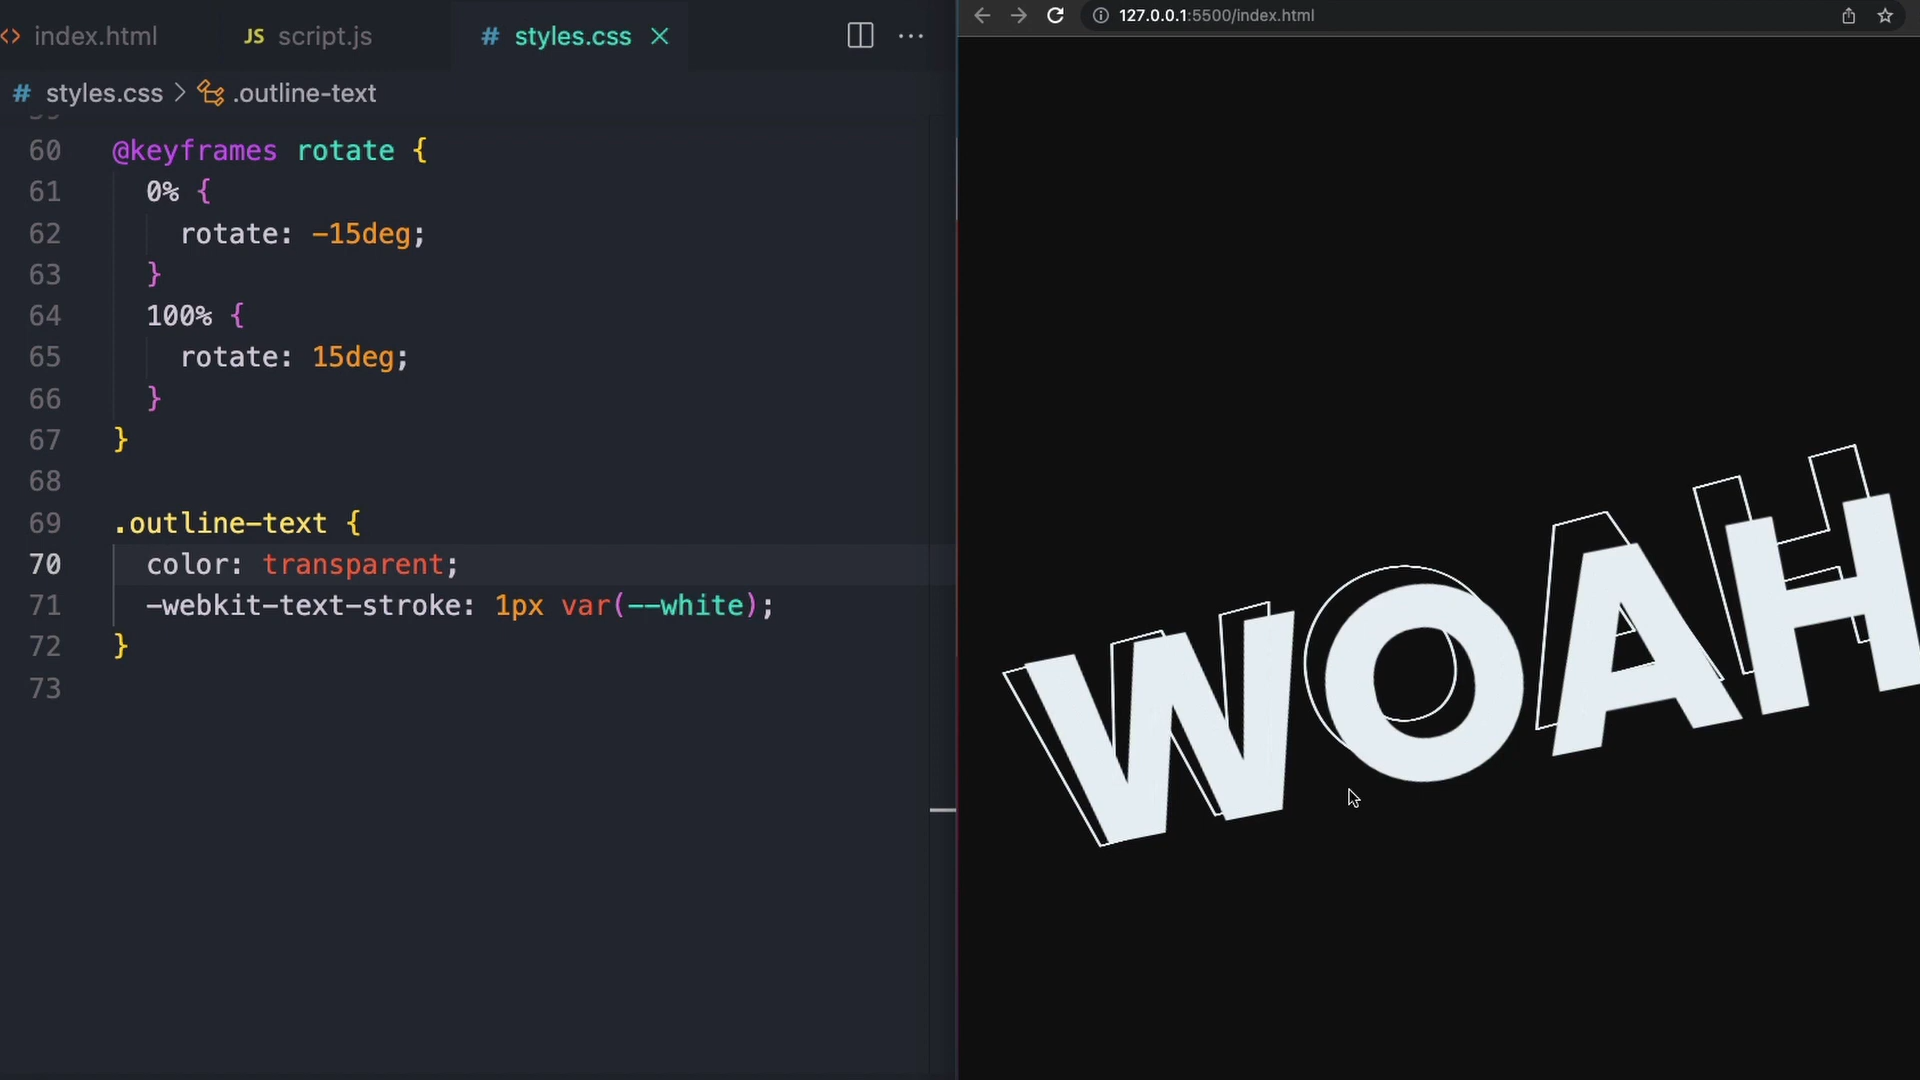 index.html
JS script.js
# styles.css
127.0.0.1:5500/index.html
# styles.css > .outline-text
60 @keyframes rotate {
61 0% {
62 rotate: -15deg;
63 }
64 100% {
65 rotate: 15deg;
66 }
67 }
68
69 .outline-text {
70 color: transparent;
71 -webkit-text-stroke: 1px var(--white);
72 }
73
WOAH
WOAH